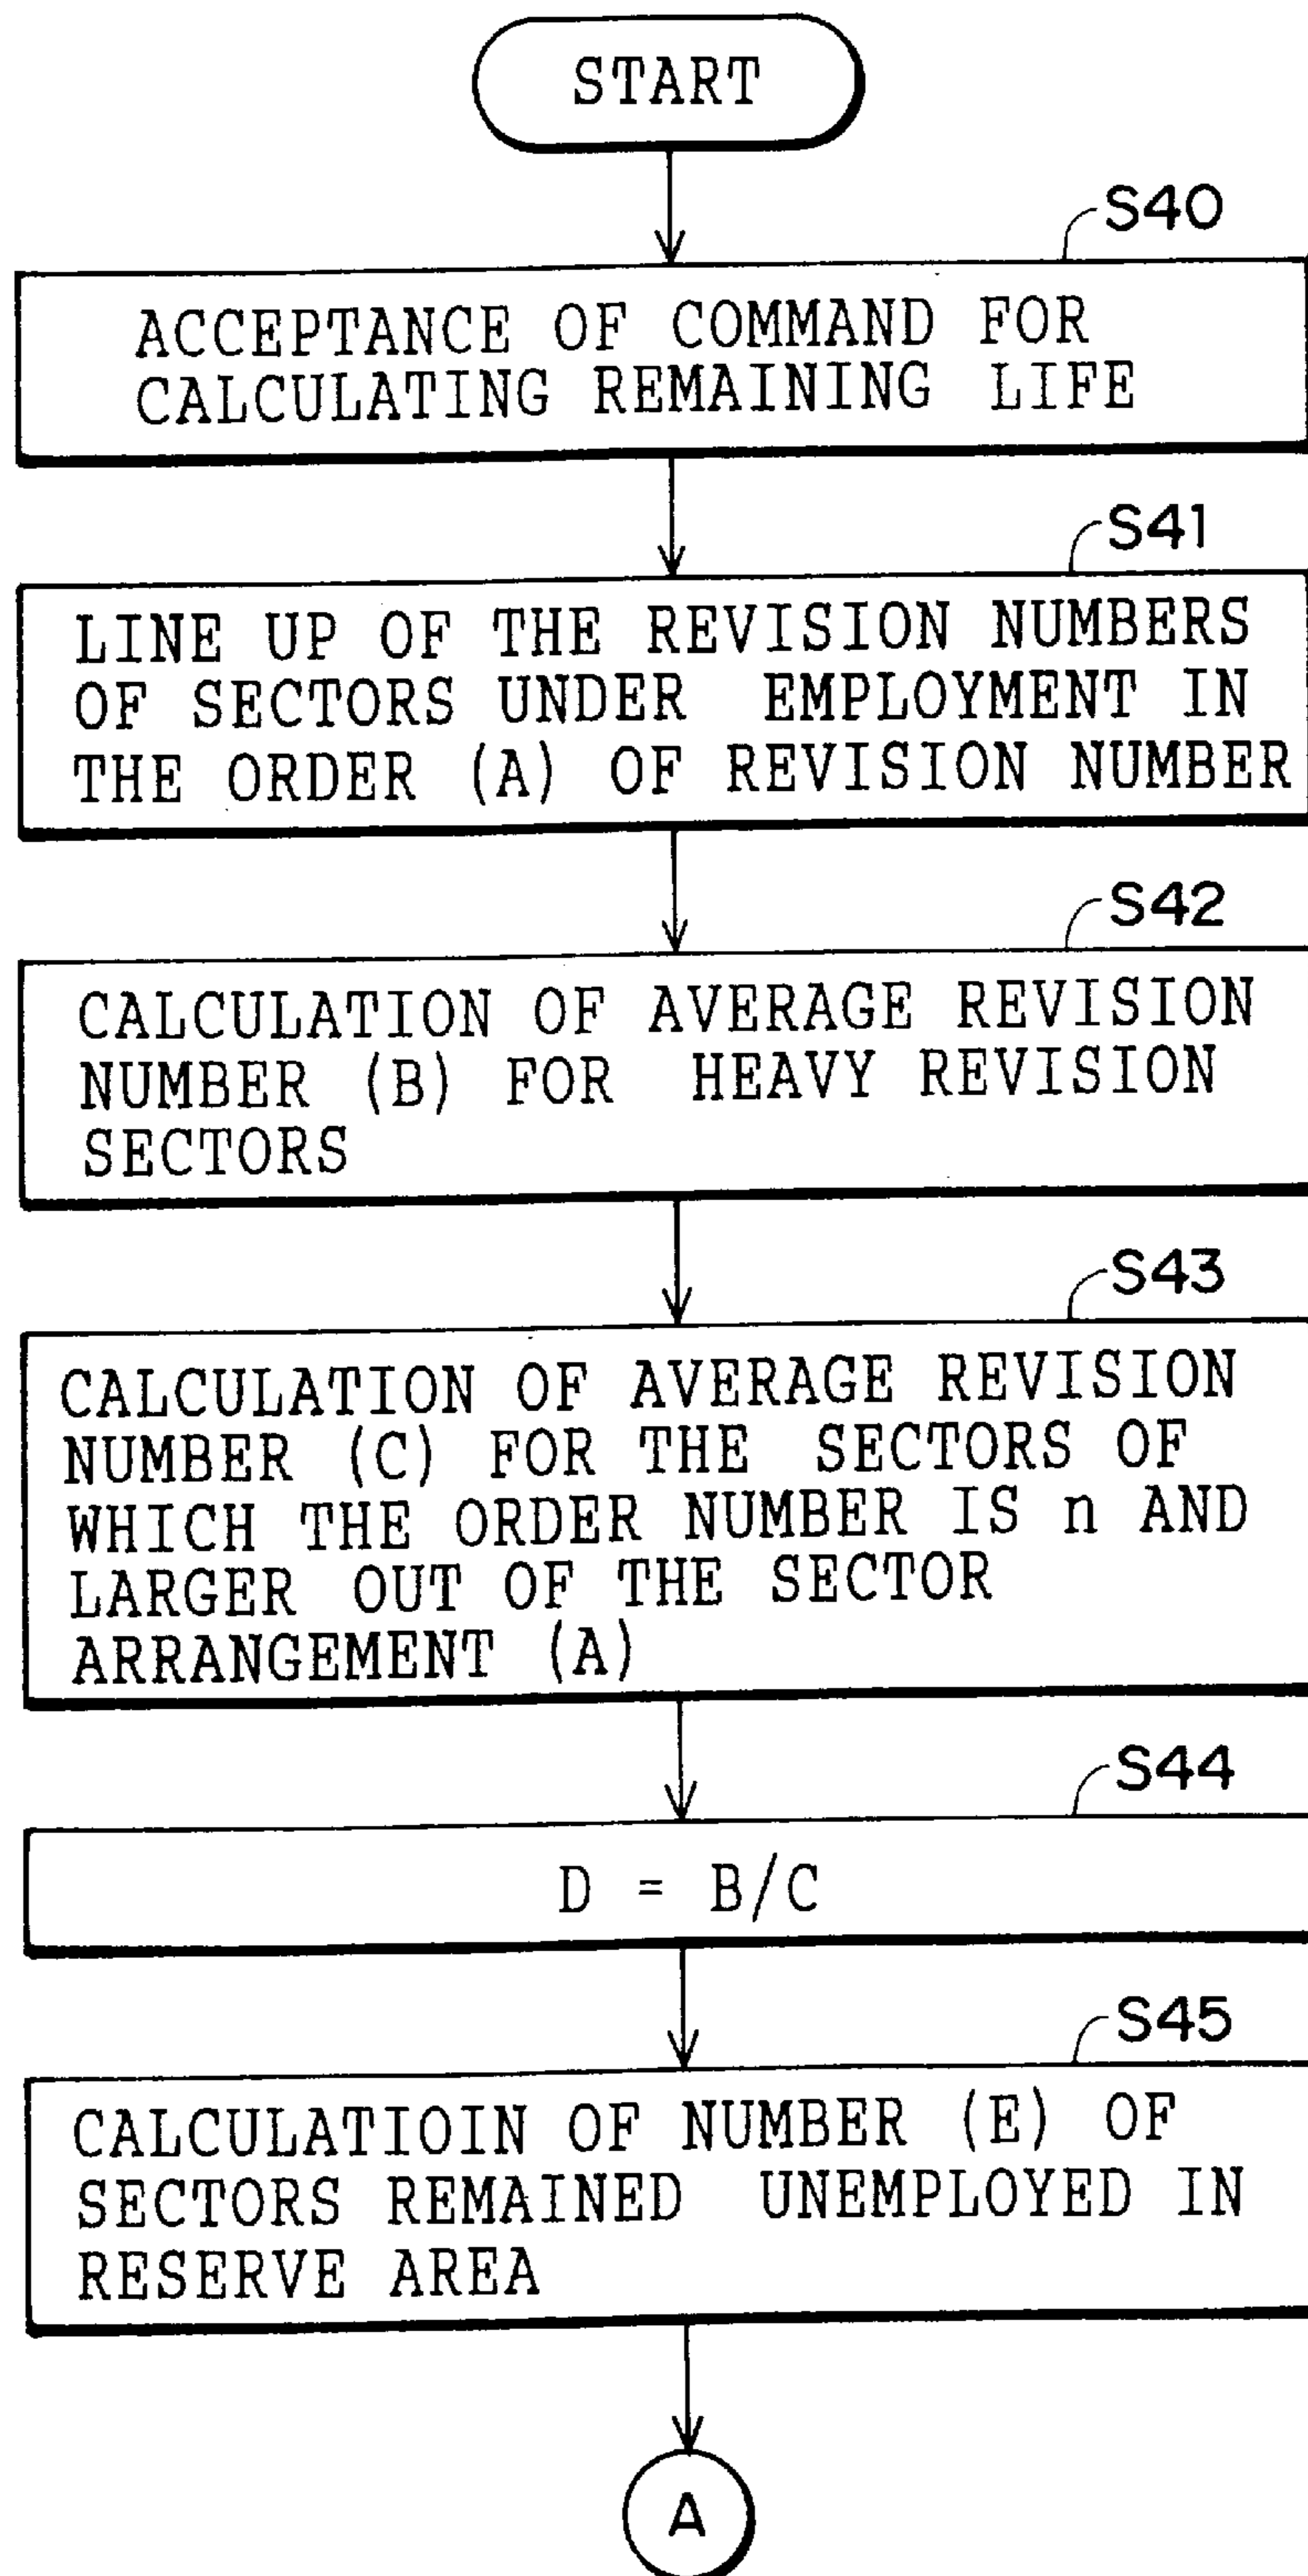 START
S40
ACCEPTANCE OF COMMAND FOR
CALCULATING REMAINING LIFE
S41
LINE UP OF THE REVISION NUMBERS
OF SECTORS UNDER EMPLOYMENT IN
THE ORDER (A) OF REVISION NUMBER
S42
CALCULATION OF AVERAGE REVISION
NUMBER (B) FOR HEAVY REVISION
SECTORS
S43
CALCULATION OF AVERAGE REVISION
NUMBER (C) FOR THE SECTORS OF
WHICH THE ORDER NUMBER IS n AND
LARGER OUT OF THE SECTOR
ARRANGEMENT (A)
S44
D = B/C
S45
CALCULATIOIN OF NUMBER (E) OF
SECTORS REMAINED UNEMPLOYED IN
RESERVE AREA
A